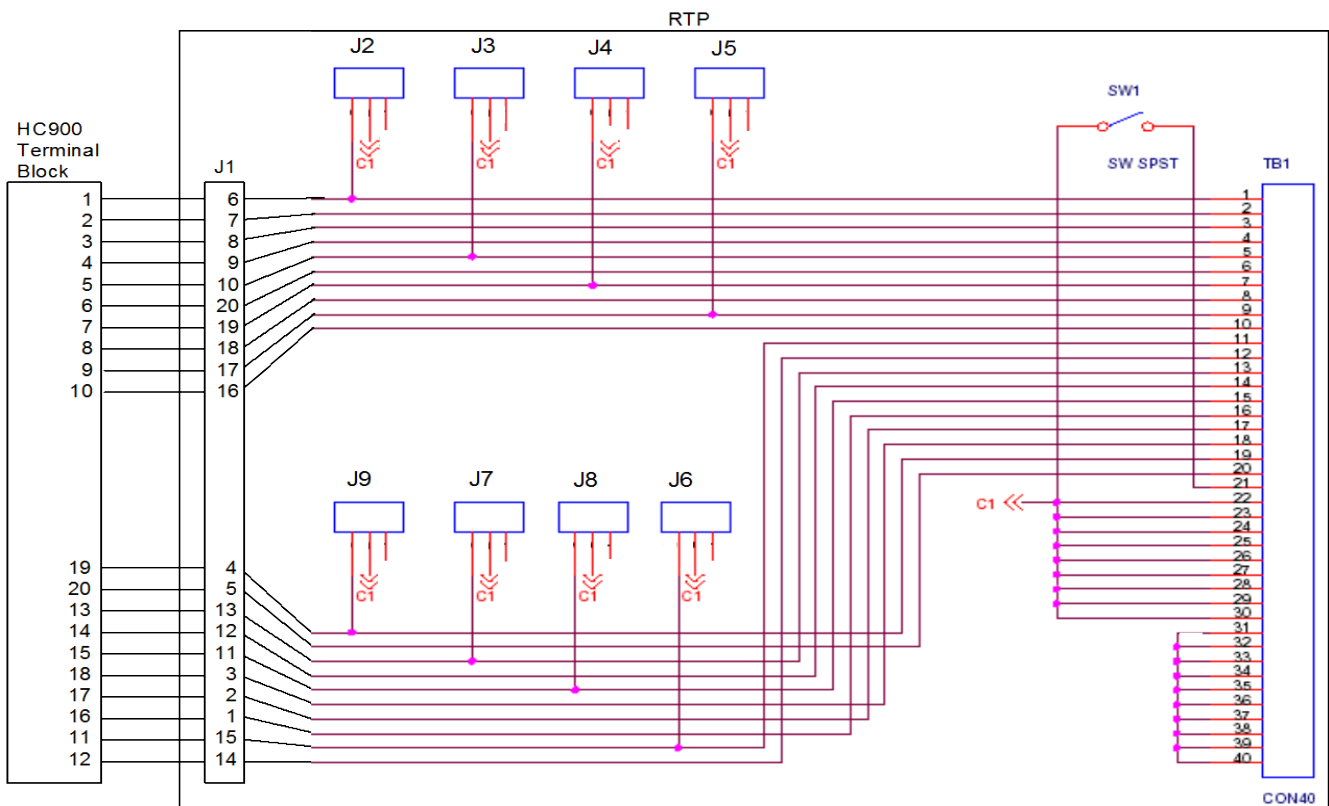 RTP
J2 J3 J4 J5
SW1
HC900
Terminal
Block
J1
C1 C1 C1 C1
SW SPST
TB1
1 6 1
2 7 2
3 8 3
4 9 4
5 10 5
6 20 6
7 19 7
8 18 8
9 17 9
10 16 10
11
12
13
14
15
16
17
18
19
20
21
C1 22
23
24
25
26
27
28
29
30
31
32
33
34
35
36
37
38
39
40
J9 J7 J8 J6
C1 C1 C1 C1
19 4
20 5
13 13
14 12
15 11
18 3
17 2
16 1
11 15
12 14
CON40